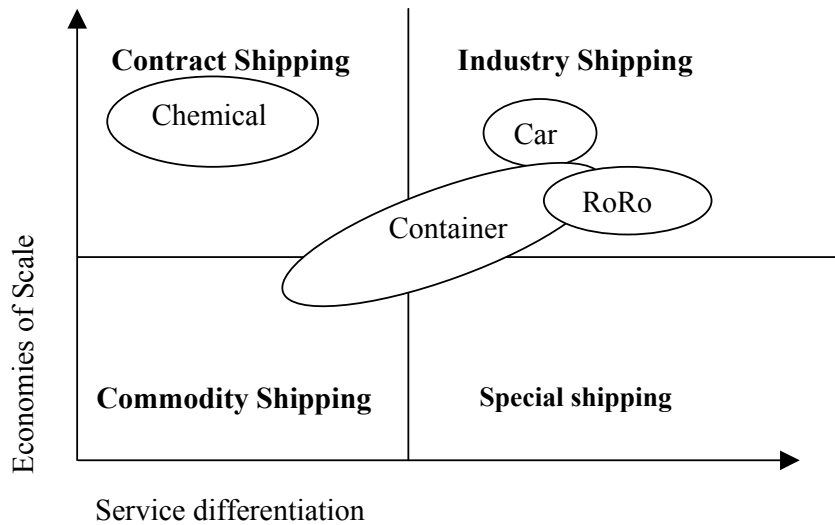 Contract Shipping
Industry Shipping
Chemical
Car
RoRo
Container
Economies of Scale
Commodity Shipping
Special shipping
Service differentiation